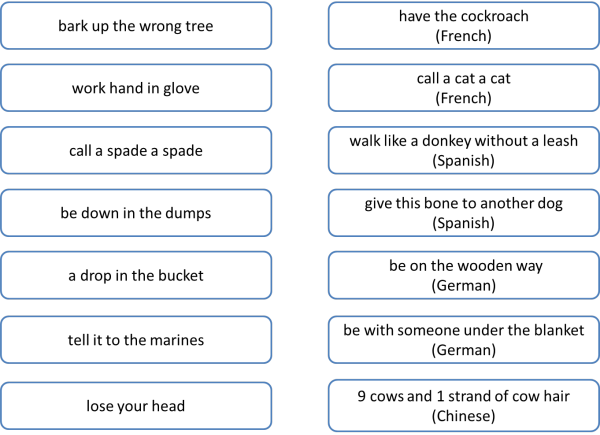 bark up the wrong tree
have the cockroach
(French)
work hand in glove
call a cat a cat
(French)
call a spade a spade
walk like a donkey without a leash
(Spanish)
be down in the dumps
give this bone to another dog
(Spanish)
a drop in the bucket
be on the wooden way
(German)
tell it to the marines
be with someone under the blanket
(German)
lose your head
9 cows and 1 strand of cow hair
(Chinese)